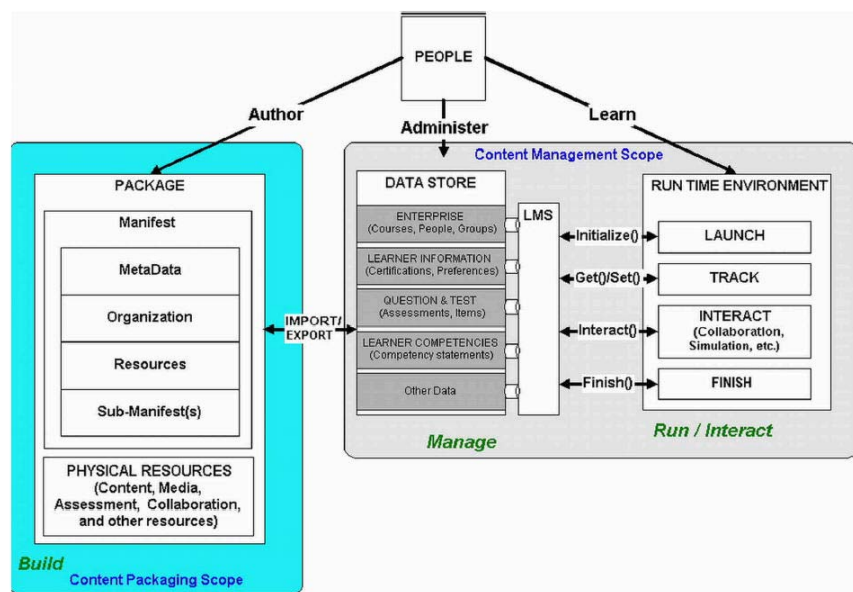 PEOPLE
Author
Administer
Learn
Content Management Scope
PACKAGE
Manifest
MetaData
Organization
Resources
Sub-Manifest(s)
PHYSICAL RESOURCES
(Content, Media,
Assessment, Collaboration,
and other resources)
Build
Content Packaging Scope
IMPORT/
EXPORT
DATA STORE
ENTERPRISE
(Courses, People, Groups)
LEARNER INFORMATION
(Certifications, Preferences)
QUESTION & TEST
(Assessments, Items)
LEARNER COMPETENCIES
(Competency statements)
Other Data
LMS
Manage
Initialize()
Get()/Set()
Interact()
Finish()
RUN TIME ENVIRONMENT
LAUNCH
TRACK
INTERACT
(Collaboration,
Simulation, etc.)
FINISH
Run / Interact